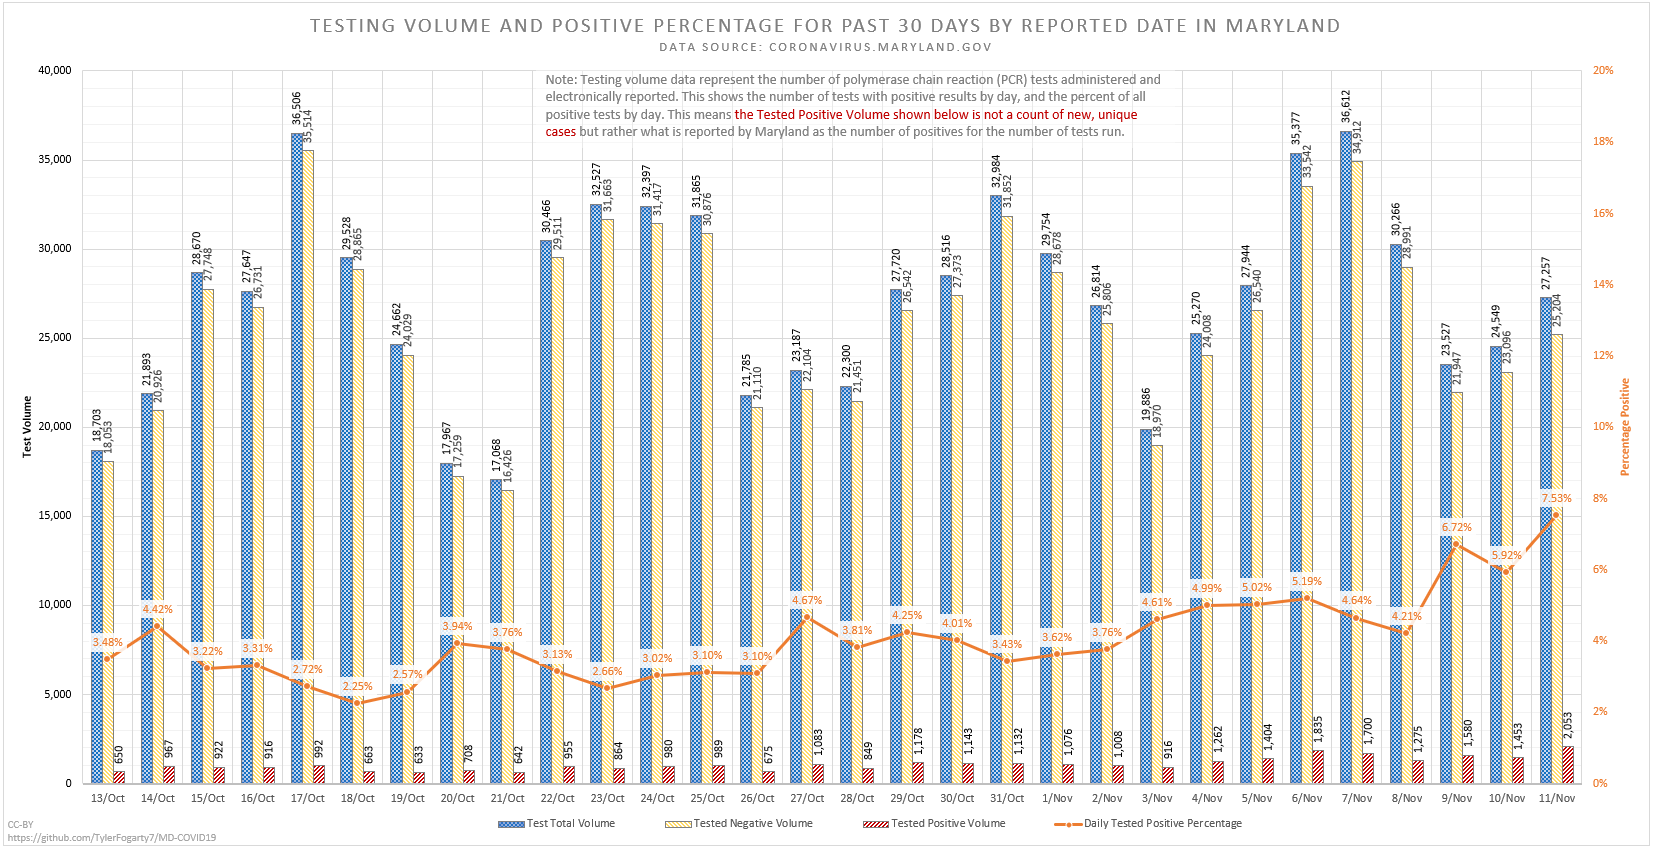 TESTING VOLUME AND POSITIVE PERCENTAGE FOR PAST 30 DAYS BY REPORTED DATE IN MARYLAND
DATA SOURCE: CORONAVIRUS.MARYLAND.GOV
Note: Testing volume data represent the number of polymerase chain reaction (PCR) tests administered and
electronically reported. This shows the number of tests with positive results by day, and the percent of all
positive tests by day. This means the Tested Positive Volume shown below is not a count of new, unique
cases but rather what is reported by Maryland as the number of positives for the number of tests run.
40,000
35,000
30,000
25,000
20,000
15,000
10,000
5,000
0
Test Volume
20%
18%
16%
14%
12%
10%
8%
6%
4%
2%
0%
Percentage Positive
18,703 21,893 28,670 27,647 36,506 29,528 24,662 17,967 17,068 30,466 32,527 32,397 31,865 21,785 23,187 22,300 27,720 28,516 32,984 29,754 26,814 19,886 25,270 27,944 35,377 36,612 30,266 23,527 24,549 27,257
18,053 20,926 27,748 26,731 35,514 28,865 24,029 17,259 16,426 29,511 31,663 31,417 30,876 21,110 22,104 21,451 26,542 27,373 31,852 28,678 25,806 18,970 24,008 26,540 33,542 34,912 28,991 21,947 23,096 25,204
3.48% 4.42% 3.22% 3.31% 2.72% 2.25% 2.57% 3.94% 3.76% 3.13% 2.66% 3.02% 3.10% 3.10% 4.67% 3.81% 4.25% 4.01% 3.43% 3.62% 3.76% 4.61% 4.99% 5.02% 5.19% 4.64% 4.21% 6.72% 5.92% 7.53%
650 967 922 916 992 663 633 708 642 955 864 980 989 675 1,083 849 1,178 1,143 1,132 1,076 1,008 916 1,262 1,404 1,835 1,700 1,275 1,580 1,453 2,053
13/Oct 14/Oct 15/Oct 16/Oct 17/Oct 18/Oct 19/Oct 20/Oct 21/Oct 22/Oct 23/Oct 24/Oct 25/Oct 26/Oct 27/Oct 28/Oct 29/Oct 30/Oct 31/Oct 1/Nov 2/Nov 3/Nov 4/Nov 5/Nov 6/Nov 7/Nov 8/Nov 9/Nov 10/Nov 11/Nov
Test Total Volume Tested Negative Volume Tested Positive Volume Daily Tested Positive Percentage
CC-BY
https://github.com/TylerFogarty7/MD-COVID19